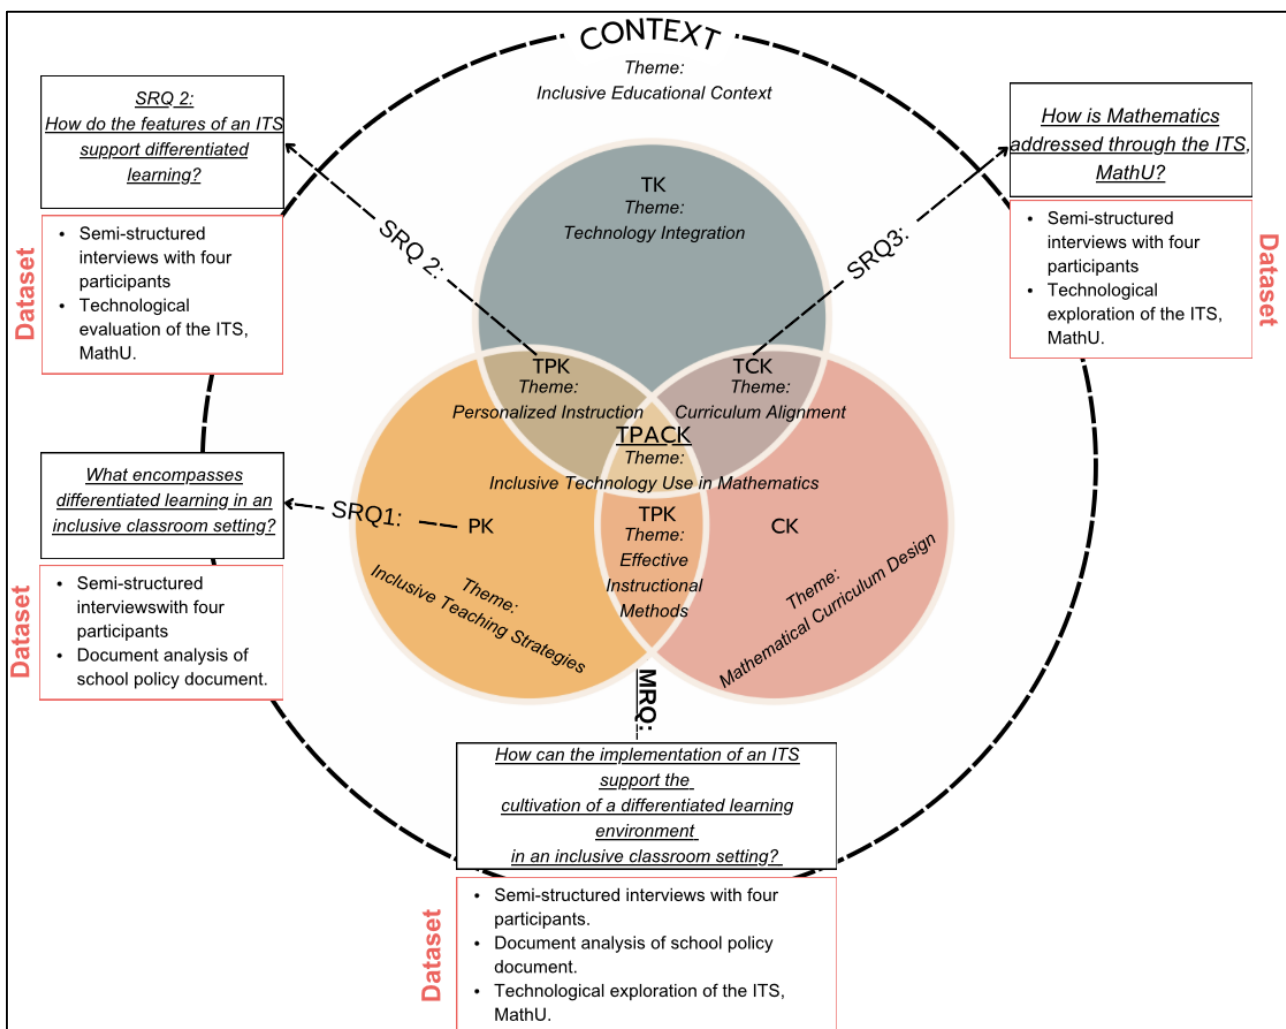 CONTEXT
Theme:
Inclusive Educational Context
SRQ 2:
How do the features of an ITS
support differentiated
learning?
Dataset
• Semi-structured
interviews with four
participants
• Technological
evaluation of the ITS,
MathU.
How is Mathematics
addressed through the ITS,
MathU?
Dataset
• Semi-structured
interviews with four
participants
• Technological
exploration of the ITS,
MathU.
TK
Theme:
Technology Integration
SRQ 2:
SRQ3:
TPK
Theme:
Personalized Instruction
TCK
Theme:
Curriculum Alignment
TPACK
Theme:
Inclusive Technology Use in Mathematics
What encompasses
differentiated learning in an
inclusive classroom setting?
SRQ1:
PK
Theme:
Inclusive Teaching Strategies
TPK
Theme:
Effective
Instructional
Methods
CK
Theme:
Mathematical Curriculum Design
Dataset
• Semi-structured
interviewswith four
participants
• Document analysis of
school policy document.
MRQ:
How can the implementation of an ITS
support the
cultivation of a differentiated learning
environment
in an inclusive classroom setting?
Dataset
• Semi-structured interviews with four
participants.
• Document analysis of school policy
document.
• Technological exploration of the ITS,
MathU.